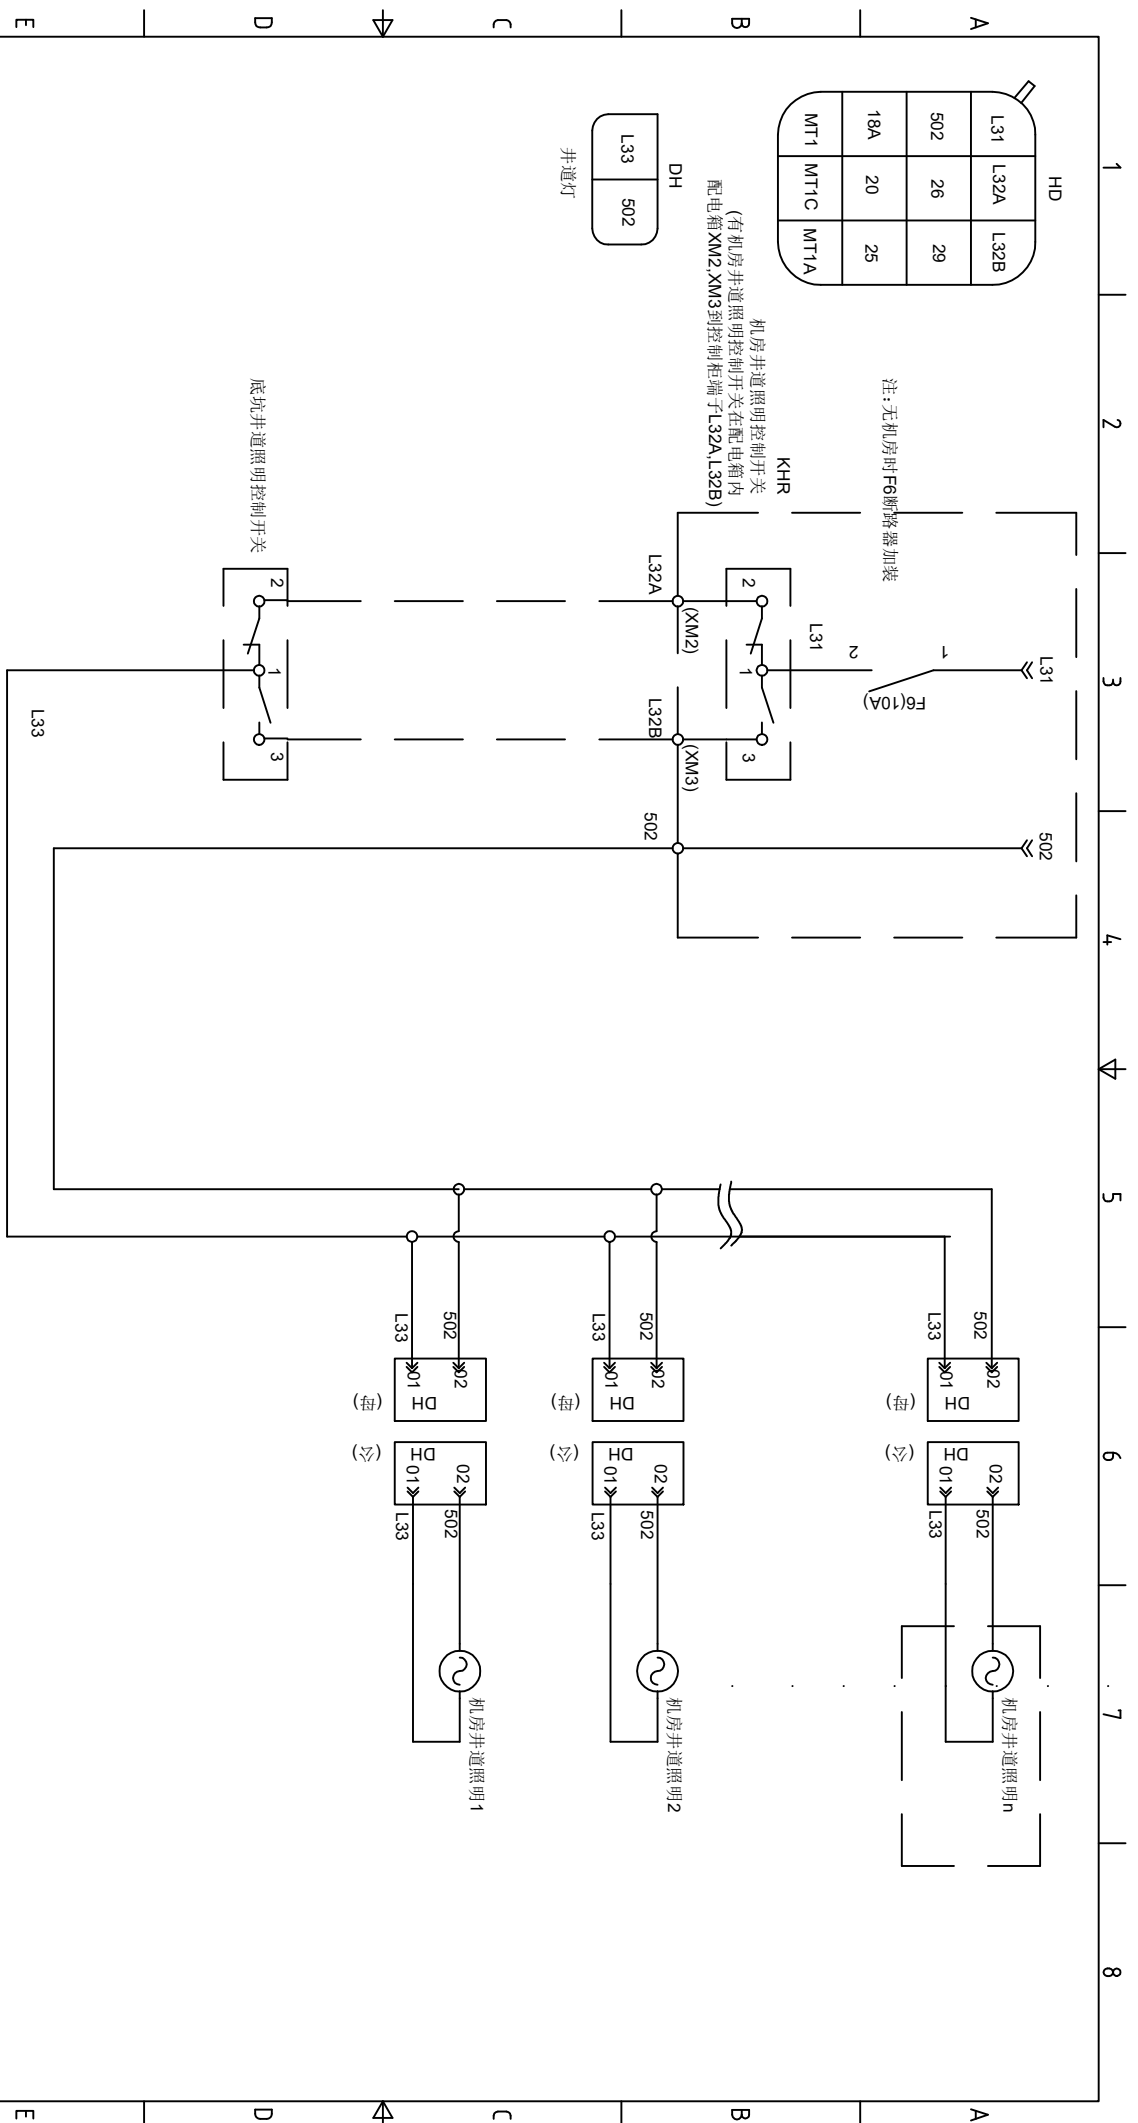 1
2
3
4
5
6
7
8
A
A
B
B
C
C
D
D
E
E
HD
L31
L32A
L32B
502
26
29
18A
20
25
MT1
MT1C
MT1A
DH
L33
502
井道灯
注:无机房时F6断路器加装
KHR
机房井道照明控制开关
(有机房井道照明控制开关在配电箱内
配电箱XM2,XM3到控制柜端子L32A,L32B)
L31
502
1
F6(10A)
2
L31
2
1
3
L32A
(XM2)
L32B
(XM3)
502
底坑井道照明控制开关
2
1
3
L33
502
L33
02
01
DH
(母)
DH
(公)
02
01
502
L33
机房井道照明n
502
L33
02
01
DH
(母)
DH
(公)
02
01
502
L33
机房井道照明2
502
L33
02
01
DH
(母)
DH
(公)
02
01
502
L33
机房井道照明1